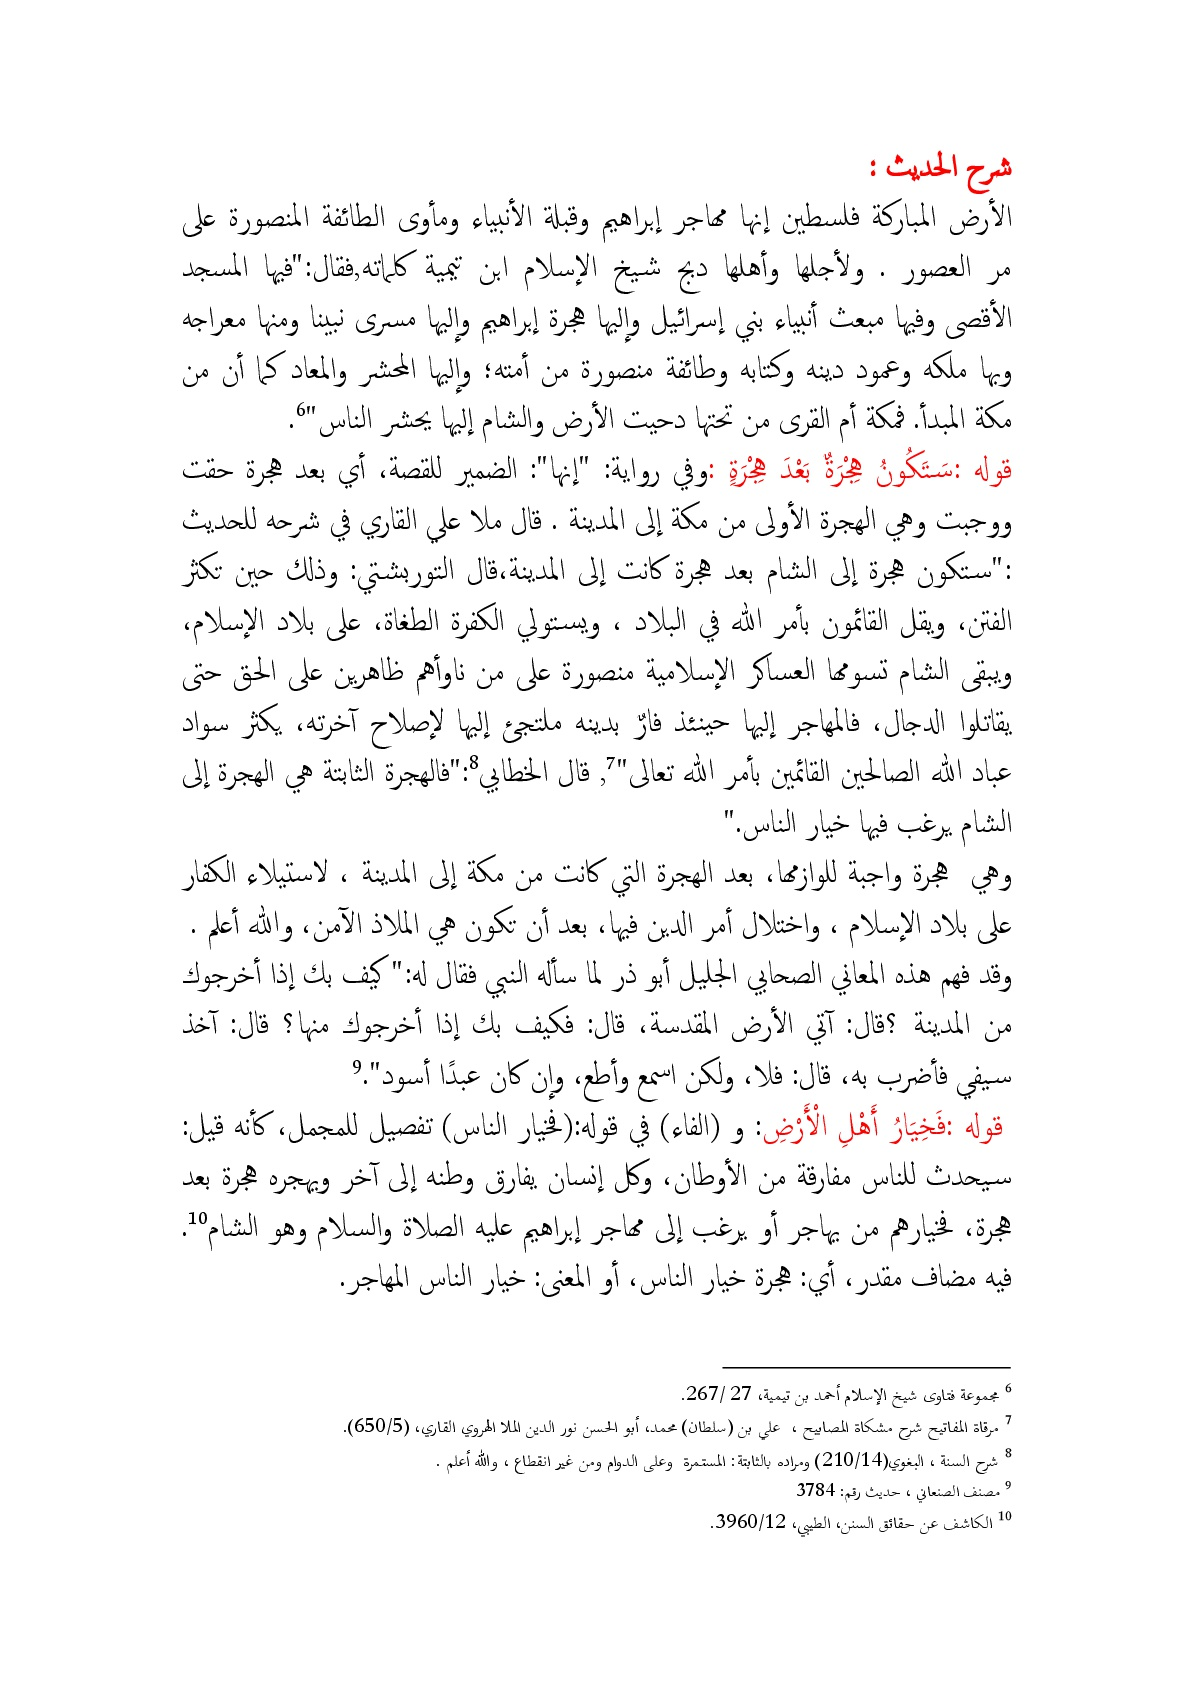 شرح الحديث :
الأرض المباركة فلسطين إنها مهاجر إبراهيم وقبلة الأنبياء ومأوى الطائفة المنصورة على
مر العصور . ولأجلها وأهلها دبج شيخ الإسلام ابن تيمية كلماته,فقال:"فيها المسجد
الأقصى وفيها مبعث أنبياء بني إسرائيل وإليها هجرة إبراهيم وإليها مسرى نبينا ومنها معراجه
وبها ملكه وعمود دينه وكتابه وطائفة منصورة من أمته؛ وإليها المحشر والمعاد كما أن من
مكة المبدأ. فمكة أم القرى من تحتها دحيت الأرض والشام إليها يحشر الناس"6.
قوله :سَتَكُونُ هِجْرَةٌ بَعْدَ هِجْرَةٍ :وفي رواية: "إنها": الضمير للقصة، أي بعد هجرة حقت
ووجبت وهي الهجرة الأولى من مكة إلى المدينة . قال ملا علي القاري في شرحه للحديث
:"ستكون هجرة إلى الشام بعد هجرة كانت إلى المدينة،قال التوربشتي: وذلك حين تكثر
الفتن، ويقل القائمون بأمر الله في البلاد ، ويستولي الكفرة الطغاة، على بلاد الإسلام،
ويبقى الشام تسومها العساكر الإسلامية منصورة على من ناوأهم ظاهرين على الحق حتى
يقاتلوا الدجال، فالمهاجر إليها حينئذ فارٌ بدينه ملتجئ إليها لإصلاح آخرته، يكثر سواد
عباد الله الصالحين القائمين بأمر الله تعالى"7, قال الخطابي8:"فالهجرة الثابتة هي الهجرة إلى
الشام يرغب فيها خيار الناس."
وهي هجرة واجبة للوازمها، بعد الهجرة التي كانت من مكة إلى المدينة ، لاستيلاء الكفار
على بلاد الإسلام ، واختلال أمر الدين فيها، بعد أن تكون هي الملاذ الآمن، والله أعلم .
وقد فهم هذه المعاني الصحابي الجليل أبو ذر لما سأله النبي فقال له:"كيف بك إذا أخرجوك
من المدينة ؟قال: آتي الأرض المقدسة، قال: فكيف بك إذا أخرجوك منها؟ قال: آخذ
سيفي فأضرب به، قال: فلا، ولكن اسمع وأطع، وإن كان عبدًا أسود".9
قوله :فَخِيَارُ أَهْلِ الْأَرْضِ: و (الفاء) في قوله:(فخيار الناس) تفصيل للمجمل، كأنه قيل:
سيحدث للناس مفارقة من الأوطان، وكل إنسان يفارق وطنه إلى آخر ويهجره هجرة بعد
هجرة، فخيارهم من يهاجر أو يرغب إلى مهاجر إبراهيم عليه الصلاة والسلام وهو الشام10.
فيه مضاف مقدر، أي: هجرة خيار الناس، أو المعنى: خيار الناس المهاجر.
6 مجموعة فتاوى شيخ الإسلام أحمد بن تيمية، 27 /267.
7 مرقاة المفاتيح شرح مشكاة المصابيح ، علي بن (سلطان) محمد، أبو الحسن نور الدين الملا الهروي القاري، (650/5).
8 شرح السنة ، البغوي(210/14) ومراده بالثابتة: المستمرة وعلى الدوام ومن غير انقطاع ، والله أعلم .
9 مصنف الصنعاني ، حديث رقم: 3784
10 الكاشف عن حقائق السنن، الطيبي، 3960/12.